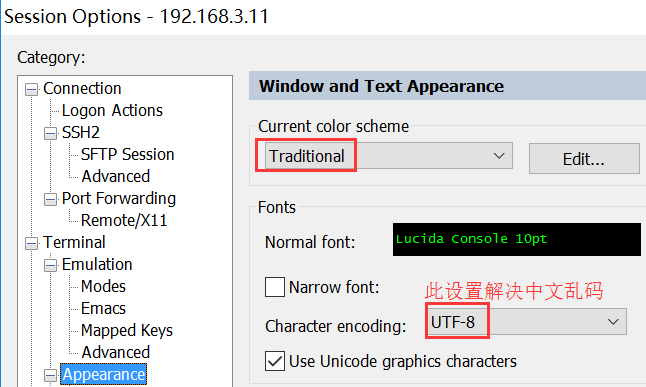 Session Options - 192.168.3.11
Category:
Connection
Logon Actions
SSH2
SFTP Session
Advanced
Port Forwarding
Remote/X11
Terminal
Emulation
Modes
Emacs
Mapped Keys
Advanced
Appearance
Window and Text Appearance
Current color scheme
Traditional
Edit...
Fonts
Normal font:
Lucida Console 10pt
Narrow font:
此设置解决中文乱码
Character encoding:
UTF-8
Use Unicode graphics characters